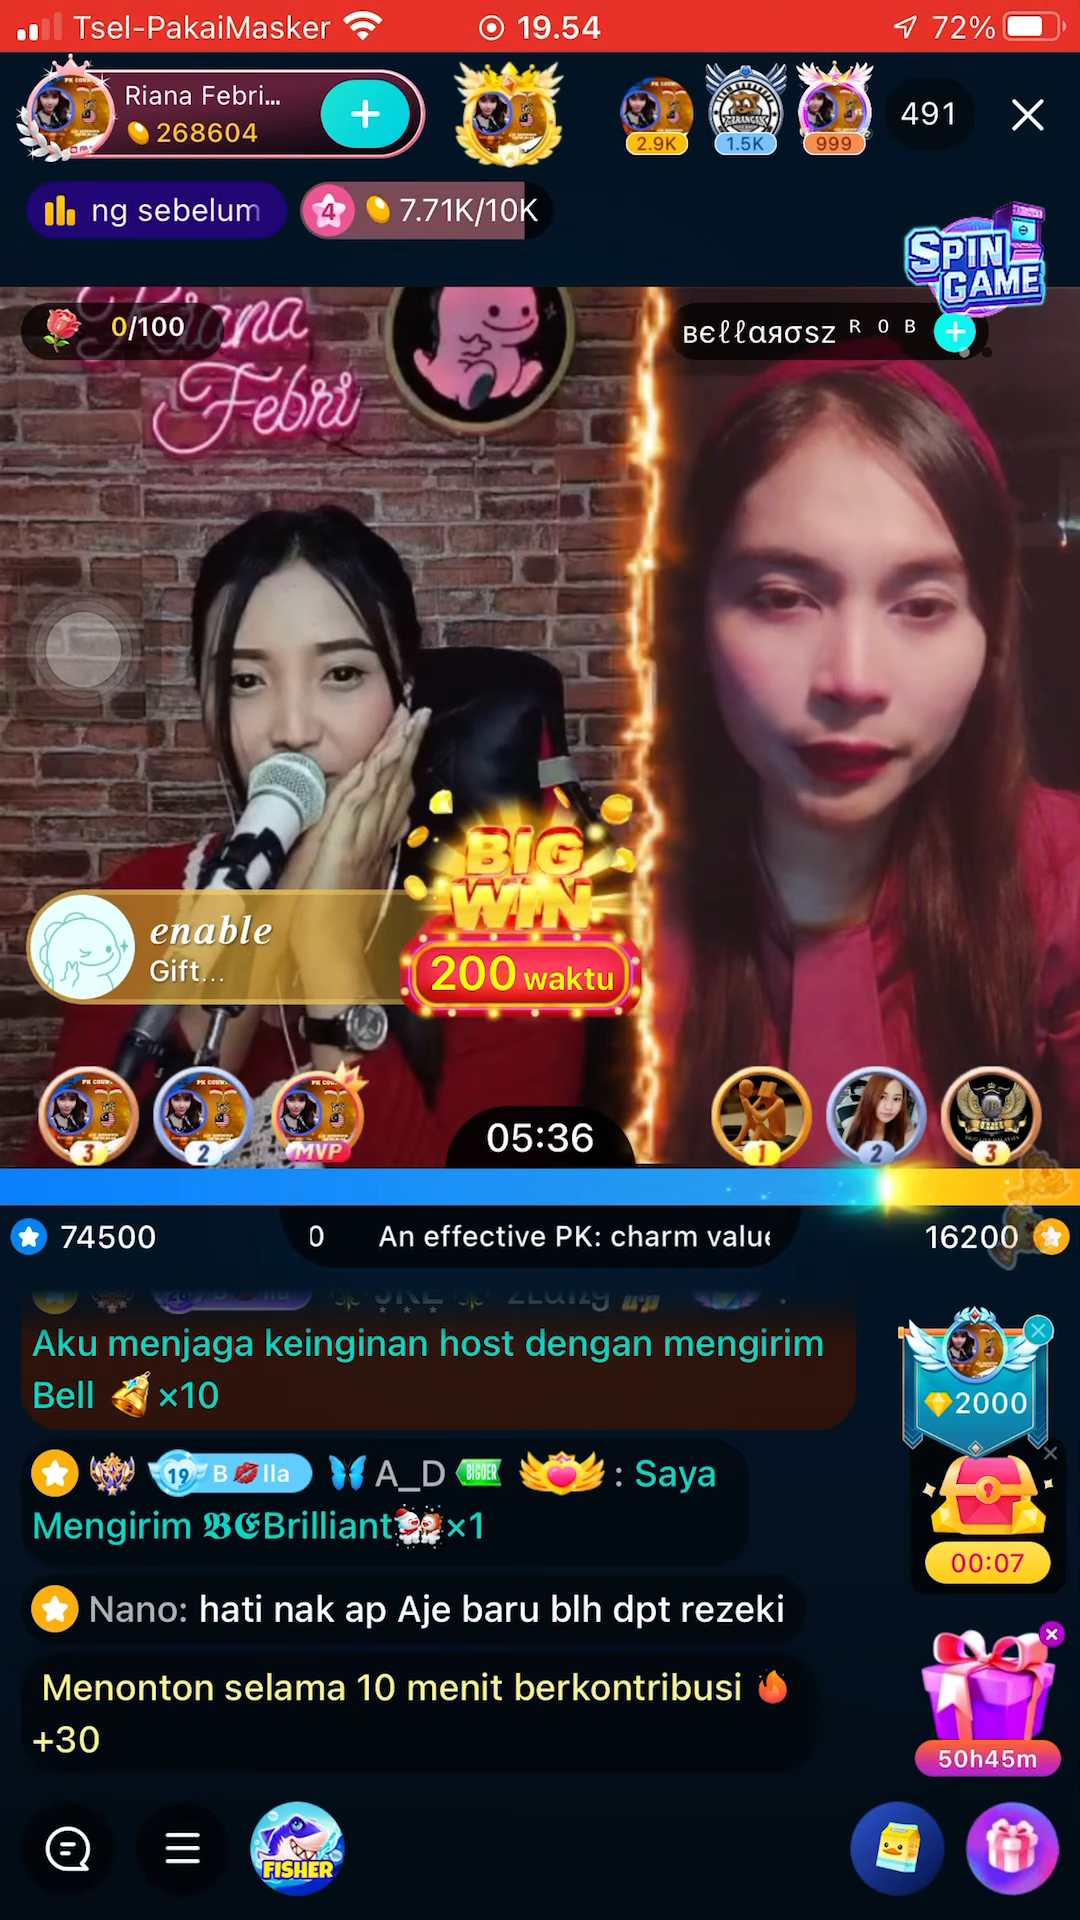 Tsel-PakaiMasker
19.54
72%
Riana Febri...
268604
2.9K
1.5K
999
491
ng sebelum
4
7.71K/10K
SPIN
GAME
0/100
Riana
Febri
вєℓℓαяσѕz ᴿ ᴼ ᴮ
BIG
WIN
enable
Gift...
200 waktu
3
2
MVP
05:36
1
2
3
74500
0
An effective PK: charm value
16200
Aku menjaga keinginan host dengan mengirim
Bell 🔔×10
19 B💋lla 🦋 A_D BIGOER : Saya
Mengirim 𝕭𝕰Brilliant×1
2000
00:07
Nano: hati nak ap Aje baru blh dpt rezeki
Menonton selama 10 menit berkontribusi 🔥
+30
50h45m
FISHER